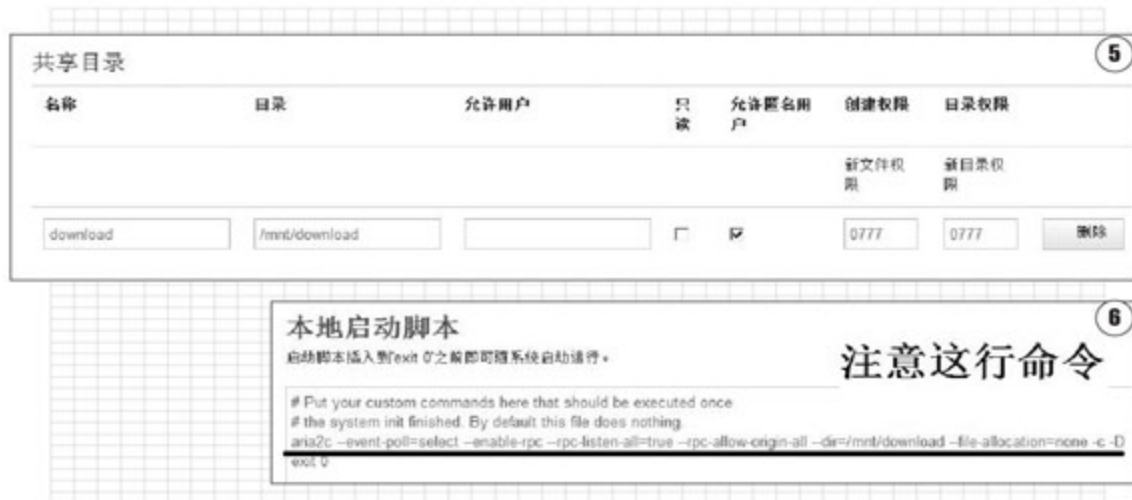 5
共享目录
名称 目录 允许用户 只读 允许匿名用户 创建权限 目录权限
新文件权限 新目录权限
download /mnt/download 0777 0777 删除
6
本地启动脚本
启动脚本插入到'exit 0'之前即可随系统启动运行。
注意这行命令
# Put your custom commands here that should be executed once
# the system init finished. By default this file does nothing.
aria2c --event-poll=select --enable-rpc --rpc-listen-all=true --rpc-allow-origin-all --dir=/mnt/download --file-allocation=none -c -D
exit 0